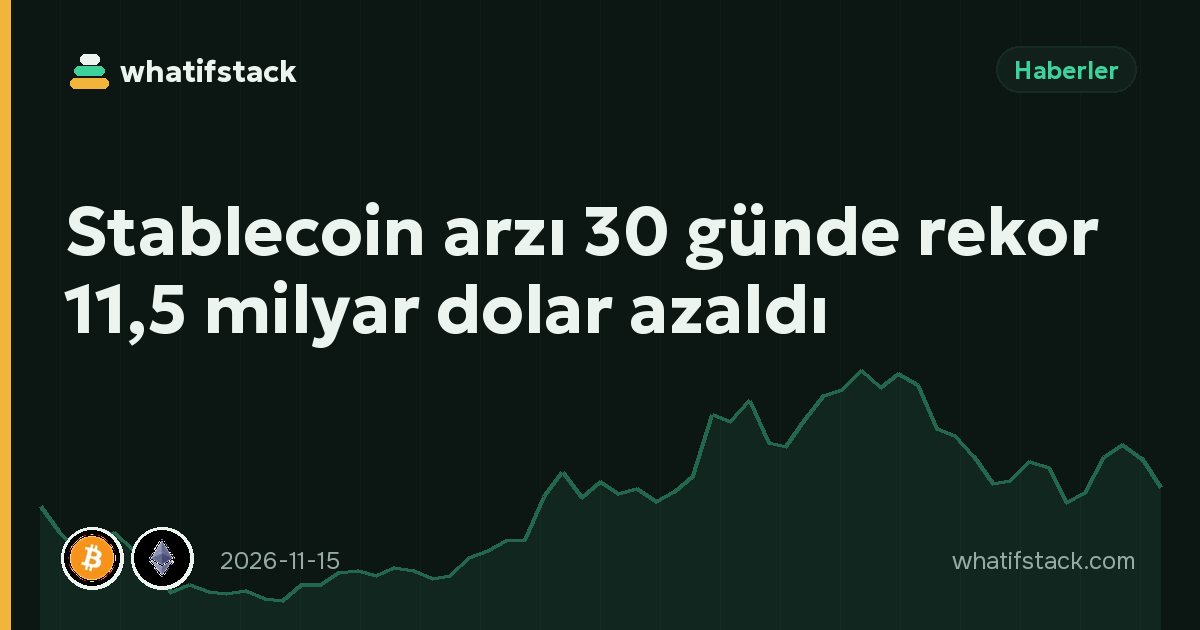 whatifstack
Haberler
Stablecoin arzı 30 günde rekor
11,5 milyar dolar azaldı
2026-11-15
whatifstack.com